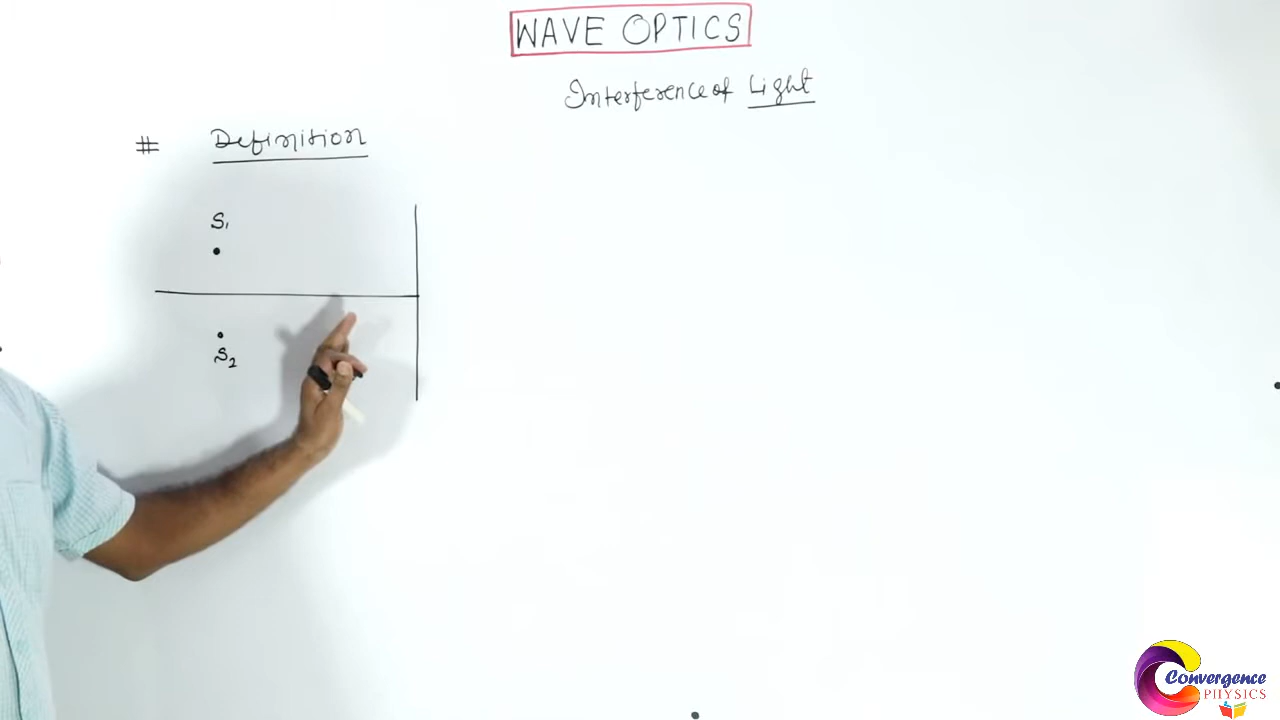 WAVE OPTICS
Interference of Light
# Definition
S1
S2
Convergence
PHYSICS